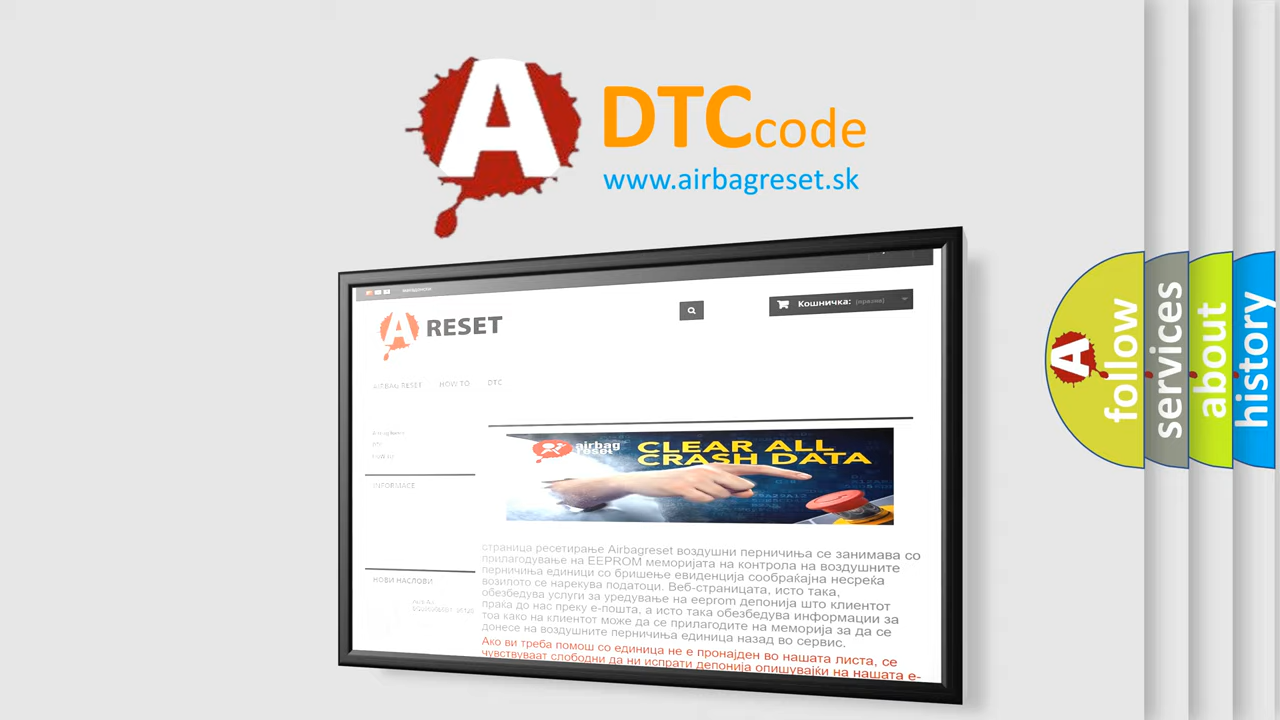 A
DTCcode
www.airbagreset.sk
Кошничка: (празни)
A RESET
AIRBAG RESET HOW TO DTC
airbag
reset
CLEAR ALL
CRASH DATA
INFORMACE
страница ресетирање Airbagreset воздушни перничиња се занимава со
прилагодување на EEPROM меморијата на контрола на воздушните
перничиња единици со бришење евиденција сообраќајна несреќа
возилото се нарекува податоци. Веб-страницата, исто така,
обезбедува услуги за уредување на eeprom депонија што клиентот
праќа до нас преку е-пошта, а исто така обезбедува информации за
тоа како на клиентот може да се прилагодите на меморија за да се
донесе на воздушните перничиња единица назад во сервис.
Ако ви треба помош со единица не е пронајден во нашата листа, се
чувствуваат слободни да ни испрати депонија опишувајќи на нашата е-
НОВИ НАСЛОВИ
A
follow
services
about
history